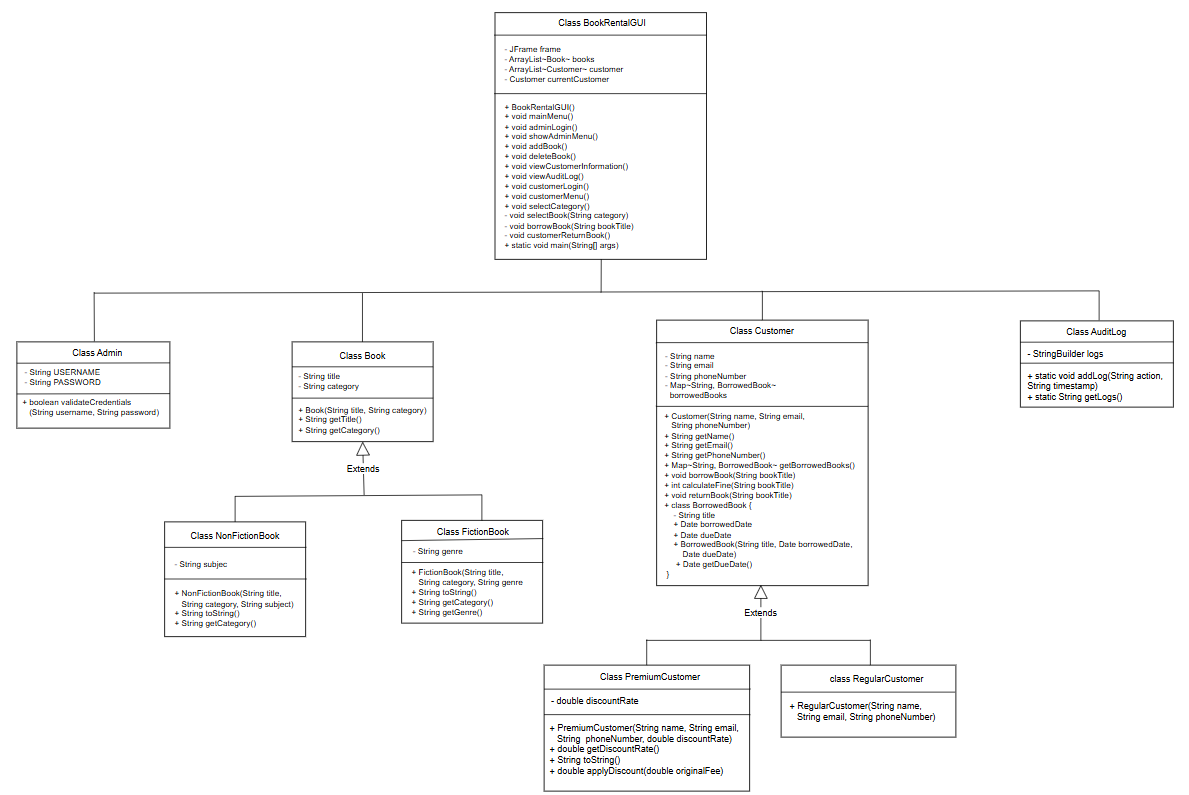 Class BookRentalGUI
- JFrame frame
- ArrayList~Book~ books
- ArrayList~Customer~ customer
- Customer currentCustomer
+ BookRentalGUI()
+ void mainMenu()
+ void adminLogin()
+ void showAdminMenu()
+ void addBook()
+ void deleteBook()
+ void viewCustomerInformation()
+ void viewAuditLog()
+ void customerLogin()
+ void customerMenu()
+ void selectCategory()
- void selectBook(String category)
- void borrowBook(String bookTitle)
- void customerReturnBook()
+ static void main(String[] args)
Class Admin
- String USERNAME
- String PASSWORD
+ boolean validateCredentials
(String username, String password)
Class Book
- String title
- String category
+ Book(String title, String category)
+ String getTitle()
+ String getCategory()
Extends
Class Customer
- String name
- String email
- String phoneNumber
- Map~String, BorrowedBook~
borrowedBooks
+ Customer(String name, String email,
String phoneNumber)
+ String getName()
+ String getEmail()
+ String getPhoneNumber()
+ Map~String, BorrowedBook~ getBorrowedBooks()
+ void borrowBook(String bookTitle)
+ int calculateFine(String bookTitle)
+ void returnBook(String bookTitle)
+ class BorrowedBook {
- String title
+ Date borrowedDate
+ Date dueDate
+ BorrowedBook(String title, Date borrowedDate,
Date dueDate)
+ Date getDueDate()
}
Extends
Class AuditLog
- StringBuilder logs
+ static void addLog(String action,
String timestamp)
+ static String getLogs()
Class NonFictionBook
- String subjec
+ NonFictionBook(String title,
String category, String subject)
+ String toString()
+ String getCategory()
Class FictionBook
- String genre
+ FictionBook(String title,
String category, String genre
+ String toString()
+ String getCategory()
+ String getGenre()
Class PremiumCustomer
- double discountRate
+ PremiumCustomer(String name, String email,
String phoneNumber, double discountRate)
+ double getDiscountRate()
+ String toString()
+ double applyDiscount(double originalFee)
class RegularCustomer
+ RegularCustomer(String name,
String email, String phoneNumber)